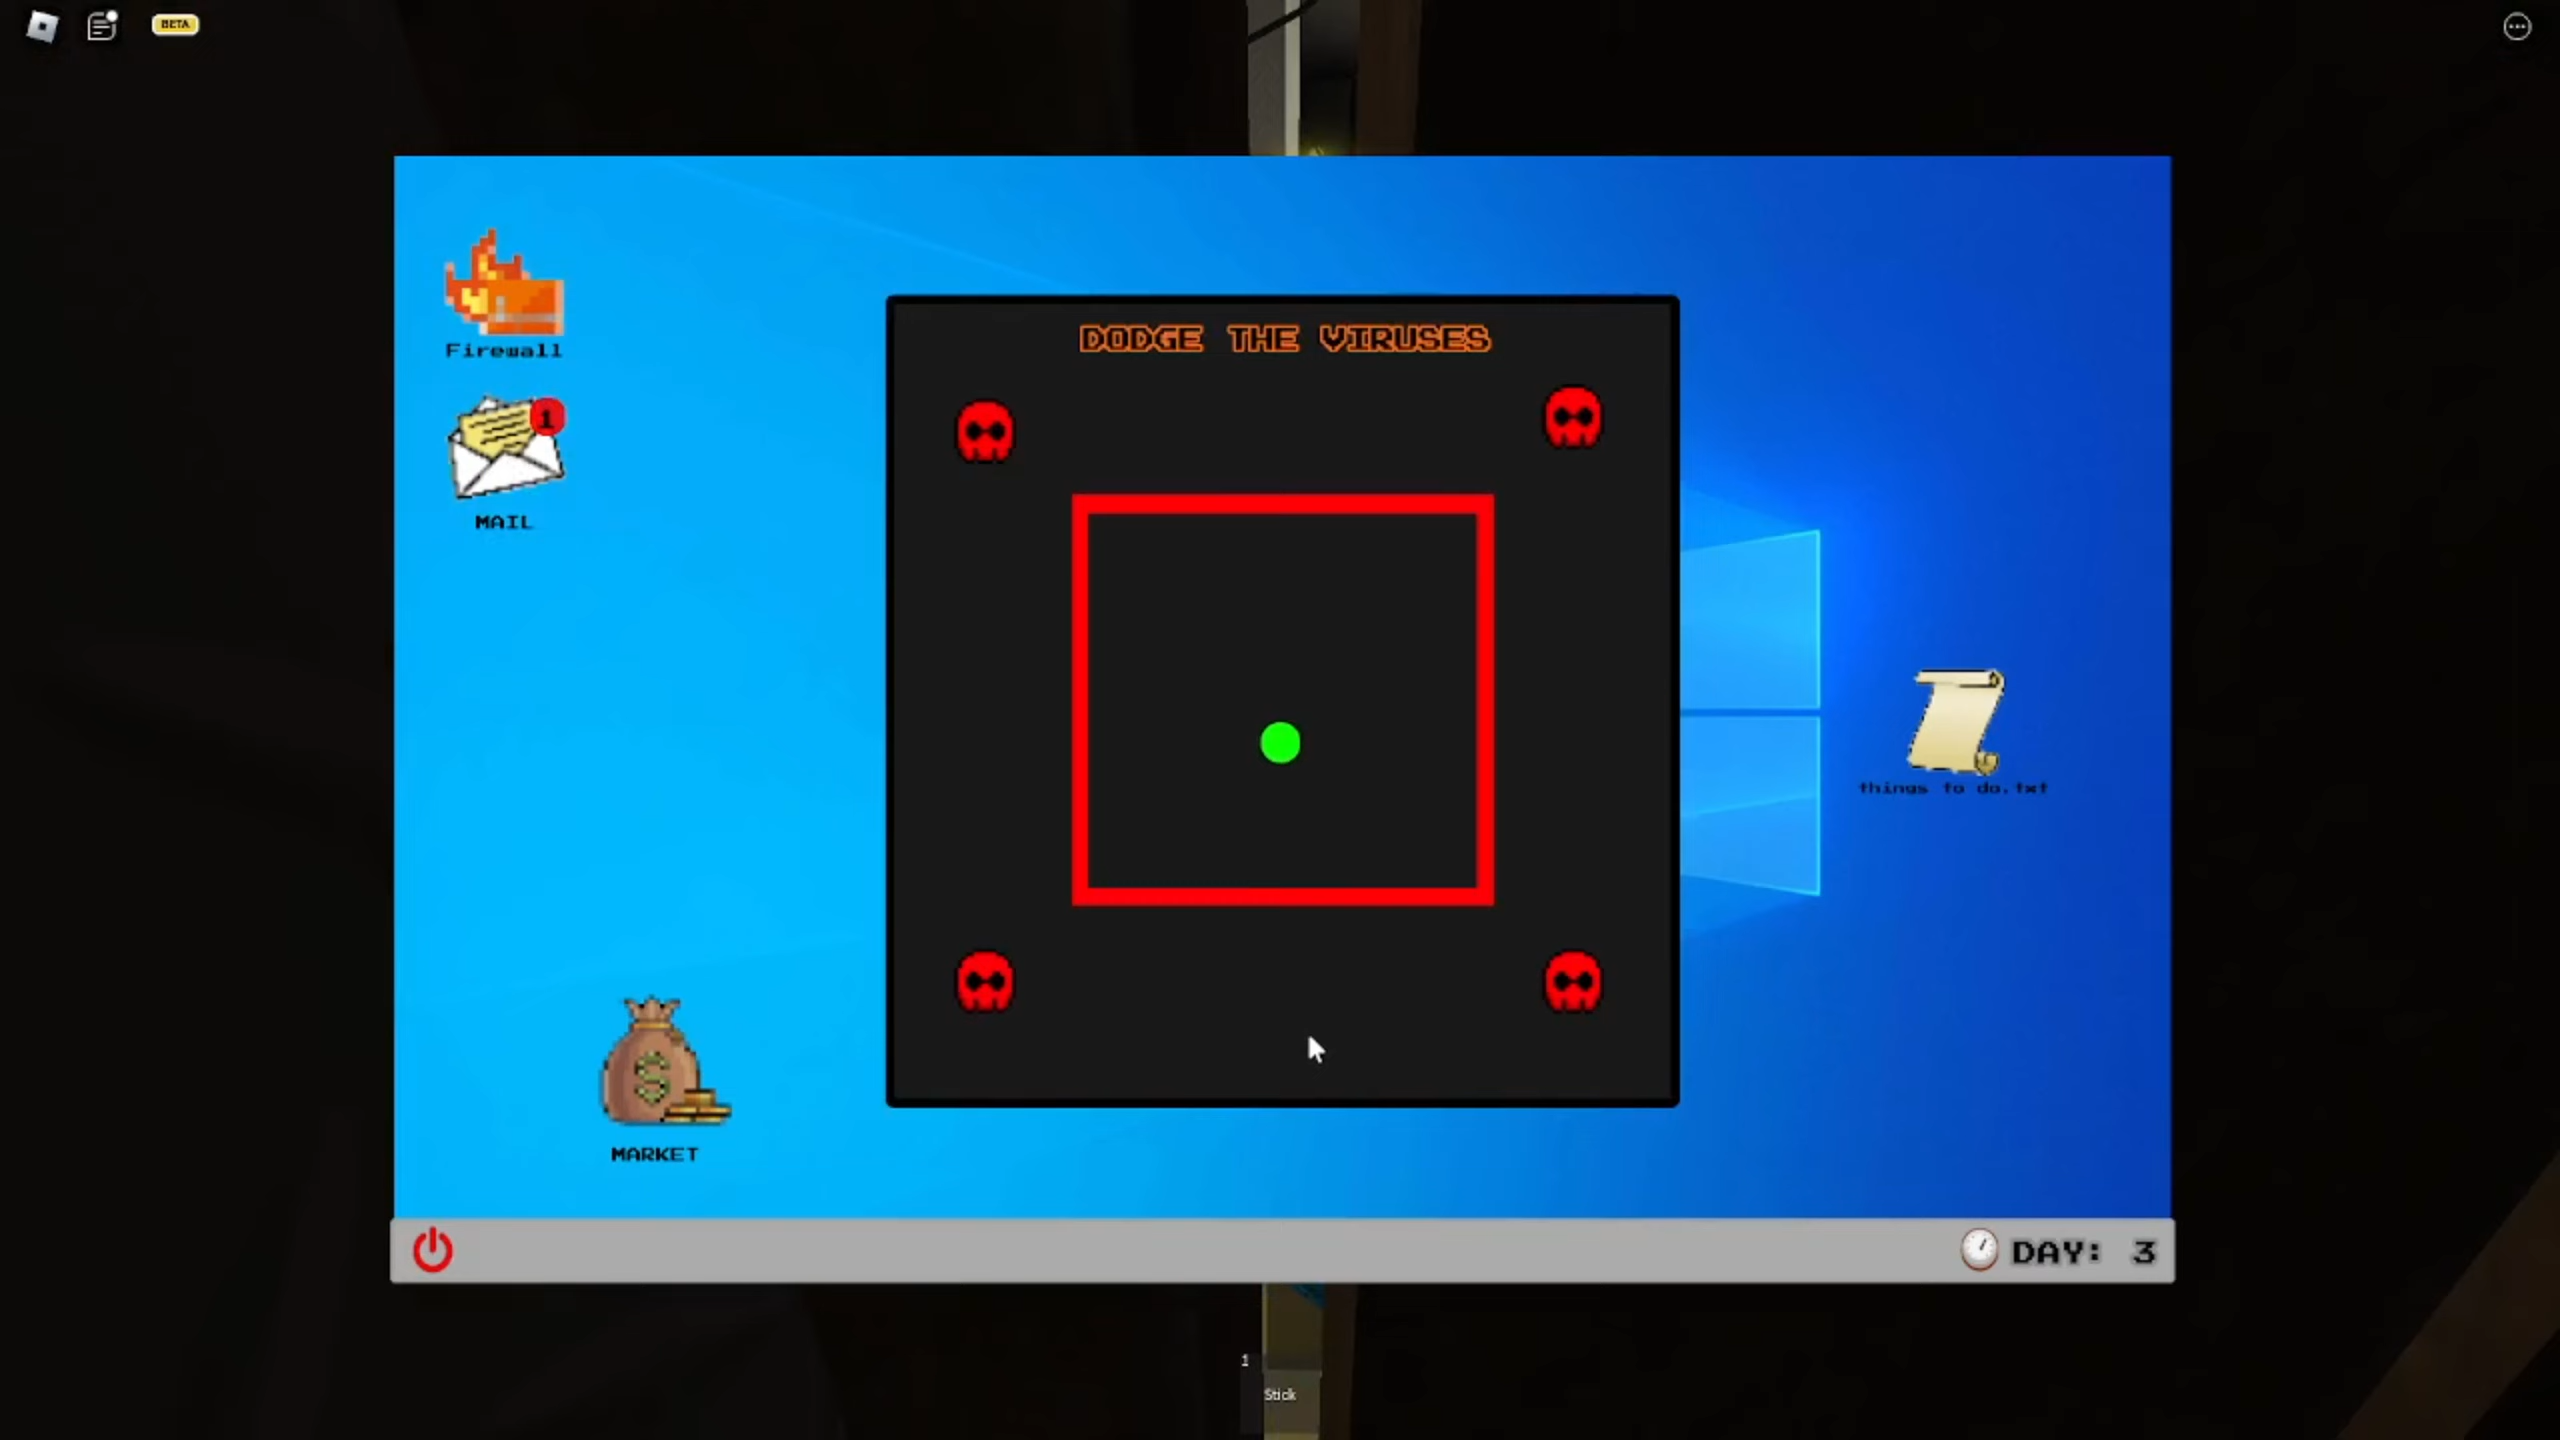 BETA
DODGE THE VIRUSES
Firewall
1
MAIL
things to do.txt
$
MARKET
DAY: 3
1
Stick